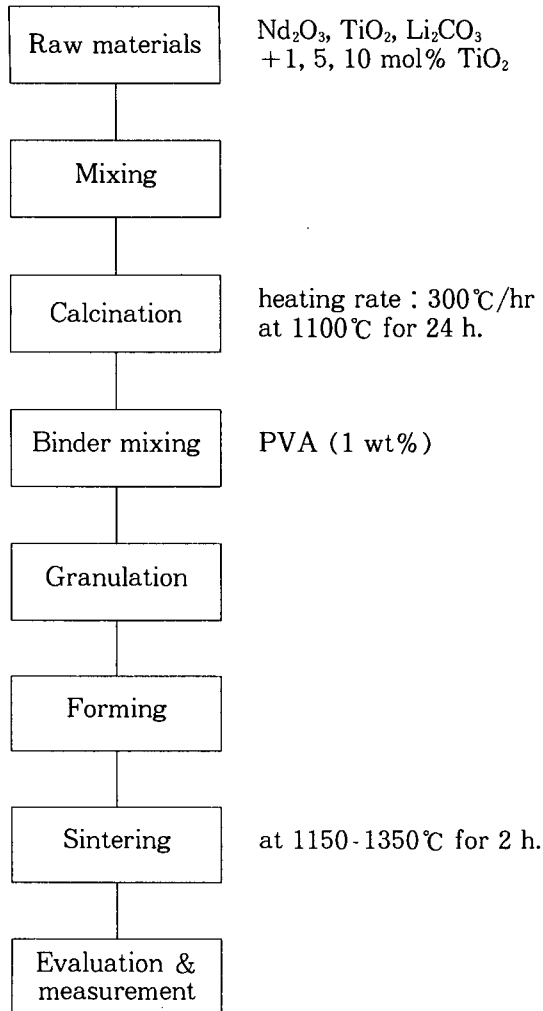 Raw materials
Nd₂O₃, TiO₂, Li₂CO₃
+1, 5, 10 mol% TiO₂
Mixing
Calcination
heating rate : 300℃/hr
at 1100℃ for 24 h.
Binder mixing
PVA (1 wt%)
Granulation
Forming
Sintering
at 1150-1350℃ for 2 h.
Evaluation &
measurement